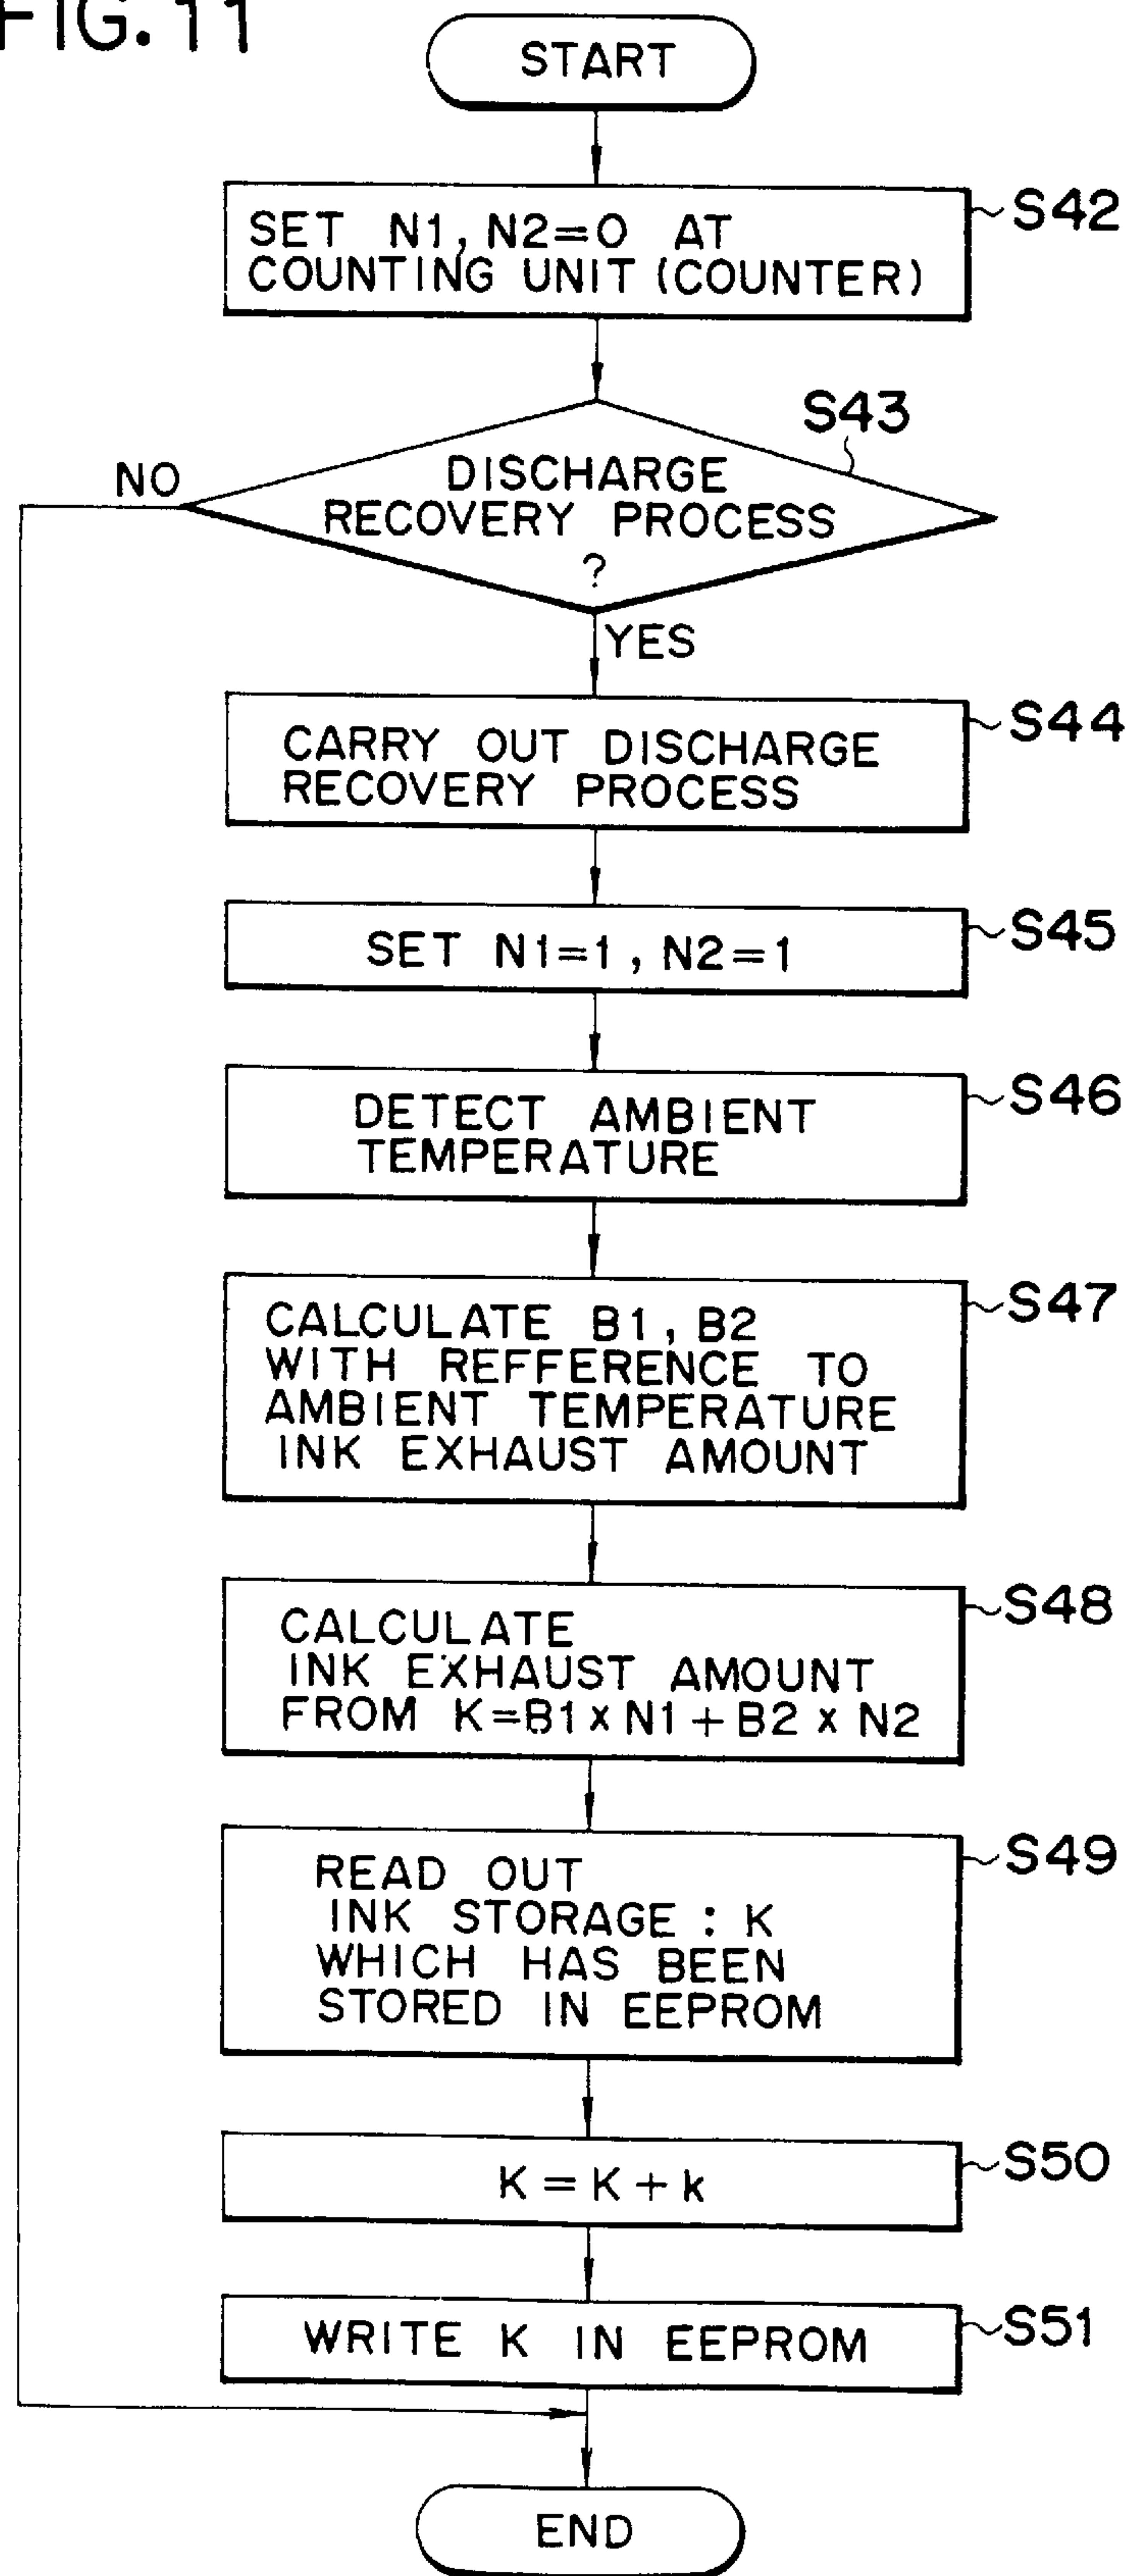 FIG. 11
START
SET N1, N2=0 AT
COUNTING UNIT (COUNTER)
S42
S43
DISCHARGE
RECOVERY PROCESS
?
NO
YES
CARRY OUT DISCHARGE
RECOVERY PROCESS
S44
SET N1=1, N2=1
S45
DETECT AMBIENT
TEMPERATURE
S46
CALCULATE B1, B2
WITH REFFERENCE TO
AMBIENT TEMPERATURE
INK EXHAUST AMOUNT
S47
CALCULATE
INK EXHAUST AMOUNT
FROM K=B1×N1+B2×N2
S48
READ OUT
INK STORAGE : K
WHICH HAS BEEN
STORED IN EEPROM
S49
K=K+k
S50
WRITE K IN EEPROM
S51
END